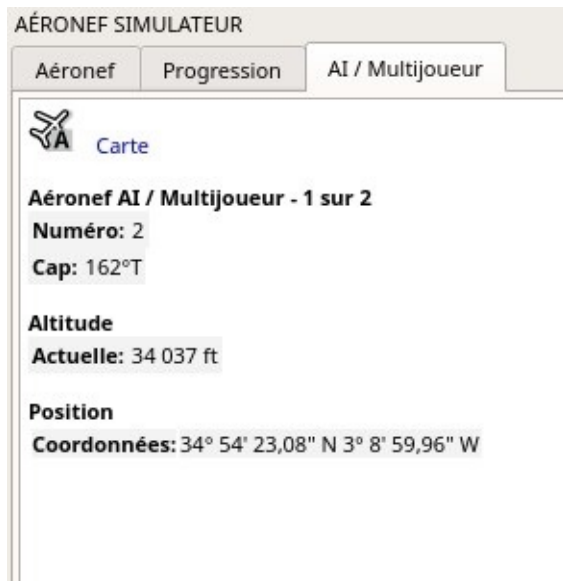 AÉRONEF SIMULATEUR
Aéronef Progression AI / Multijoueur
Carte
Aéronef AI / Multijoueur - 1 sur 2
Numéro: 2
Cap: 162°T
Altitude
Actuelle: 34 037 ft
Position
Coordonnées: 34° 54' 23,08" N 3° 8' 59,96" W